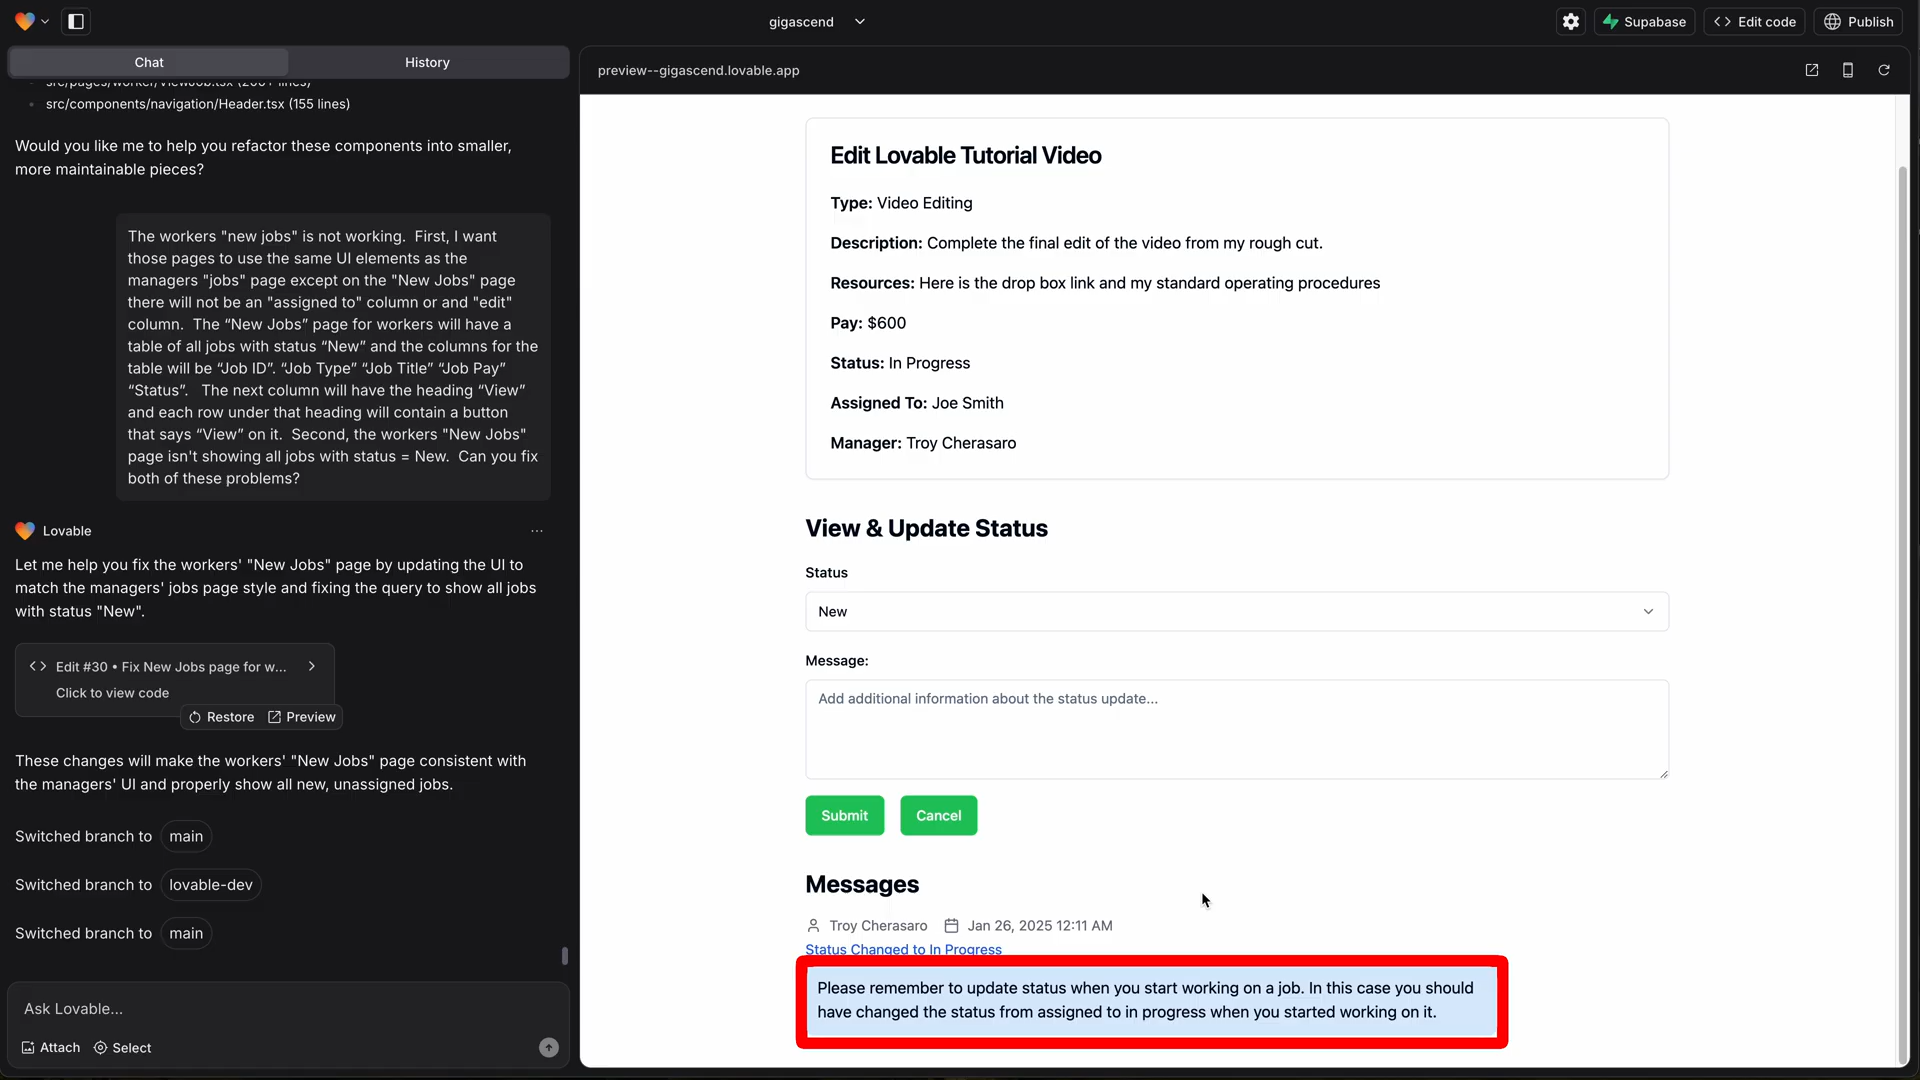 gigascend
Supabase
Edit code
Publish
Chat
History
preview--gigascend.lovable.app
src/pages/worker/ViewJob.tsx (200+ lines)
src/components/navigation/Header.tsx (155 lines)
Would you like me to help you refactor these components into smaller,
more maintainable pieces?
The workers "new jobs" is not working.  First, I want
those pages to use the same UI elements as the
managers "jobs" page except on the "New Jobs" page
there will not be an "assigned to" column or and "edit"
column.  The “New Jobs” page for workers will have a
table of all jobs with status “New” and the columns for the
table will be “Job ID”. “Job Type” “Job Title” “Job Pay”
“Status”.   The next column will have the heading “View”
and each row under that heading will contain a button
that says “View” on it.  Second, the workers "New Jobs"
page isn't showing all jobs with status = New.  Can you fix
both of these problems?
Lovable
Let me help you fix the workers' "New Jobs" page by updating the UI to
match the managers' jobs page style and fixing the query to show all jobs
with status "New".
Edit #30 • Fix New Jobs page for w...
Click to view code
Restore
Preview
These changes will make the workers' "New Jobs" page consistent with
the managers' UI and properly show all new, unassigned jobs.
Switched branch to main
Switched branch to lovable-dev
Switched branch to main
Ask Lovable...
Attach
Select
Edit Lovable Tutorial Video
Type: Video Editing
Description: Complete the final edit of the video from my rough cut.
Resources: Here is the drop box link and my standard operating procedures
Pay: $600
Status: In Progress
Assigned To: Joe Smith
Manager: Troy Cherasaro
View & Update Status
Status
New
Message:
Add additional information about the status update...
Submit
Cancel
Messages
Troy Cherasaro
Jan 26, 2025 12:11 AM
Status Changed to In Progress
Please remember to update status when you start working on a job. In this case you should
have changed the status from assigned to in progress when you started working on it.